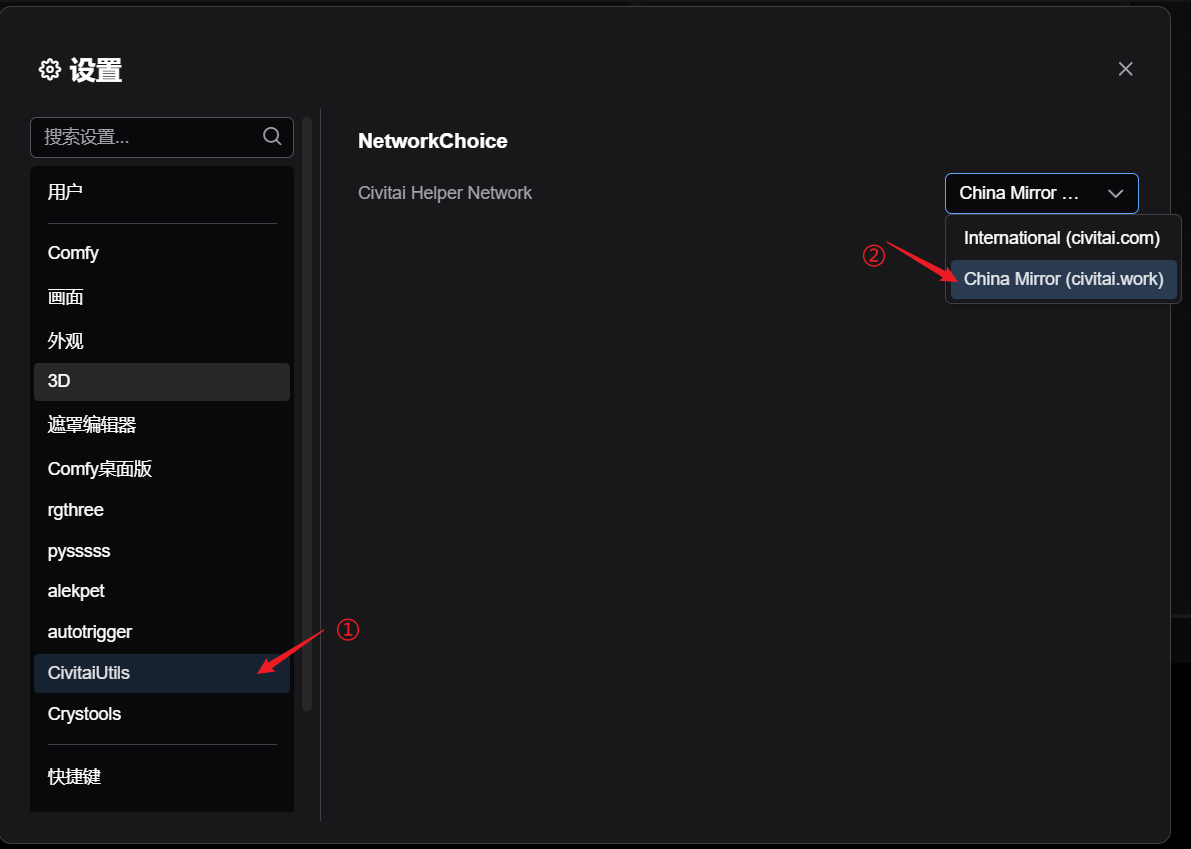 设置
搜索设置...
用户
Comfy
画面
外观
3D
遮罩编辑器
Comfy桌面版
rgthree
pysssss
alekpet
autotrigger
CivitaiUtils
①
Crystools
快捷键
NetworkChoice
Civitai Helper Network
China Mirror ...
International (civitai.com)
②
China Mirror (civitai.work)